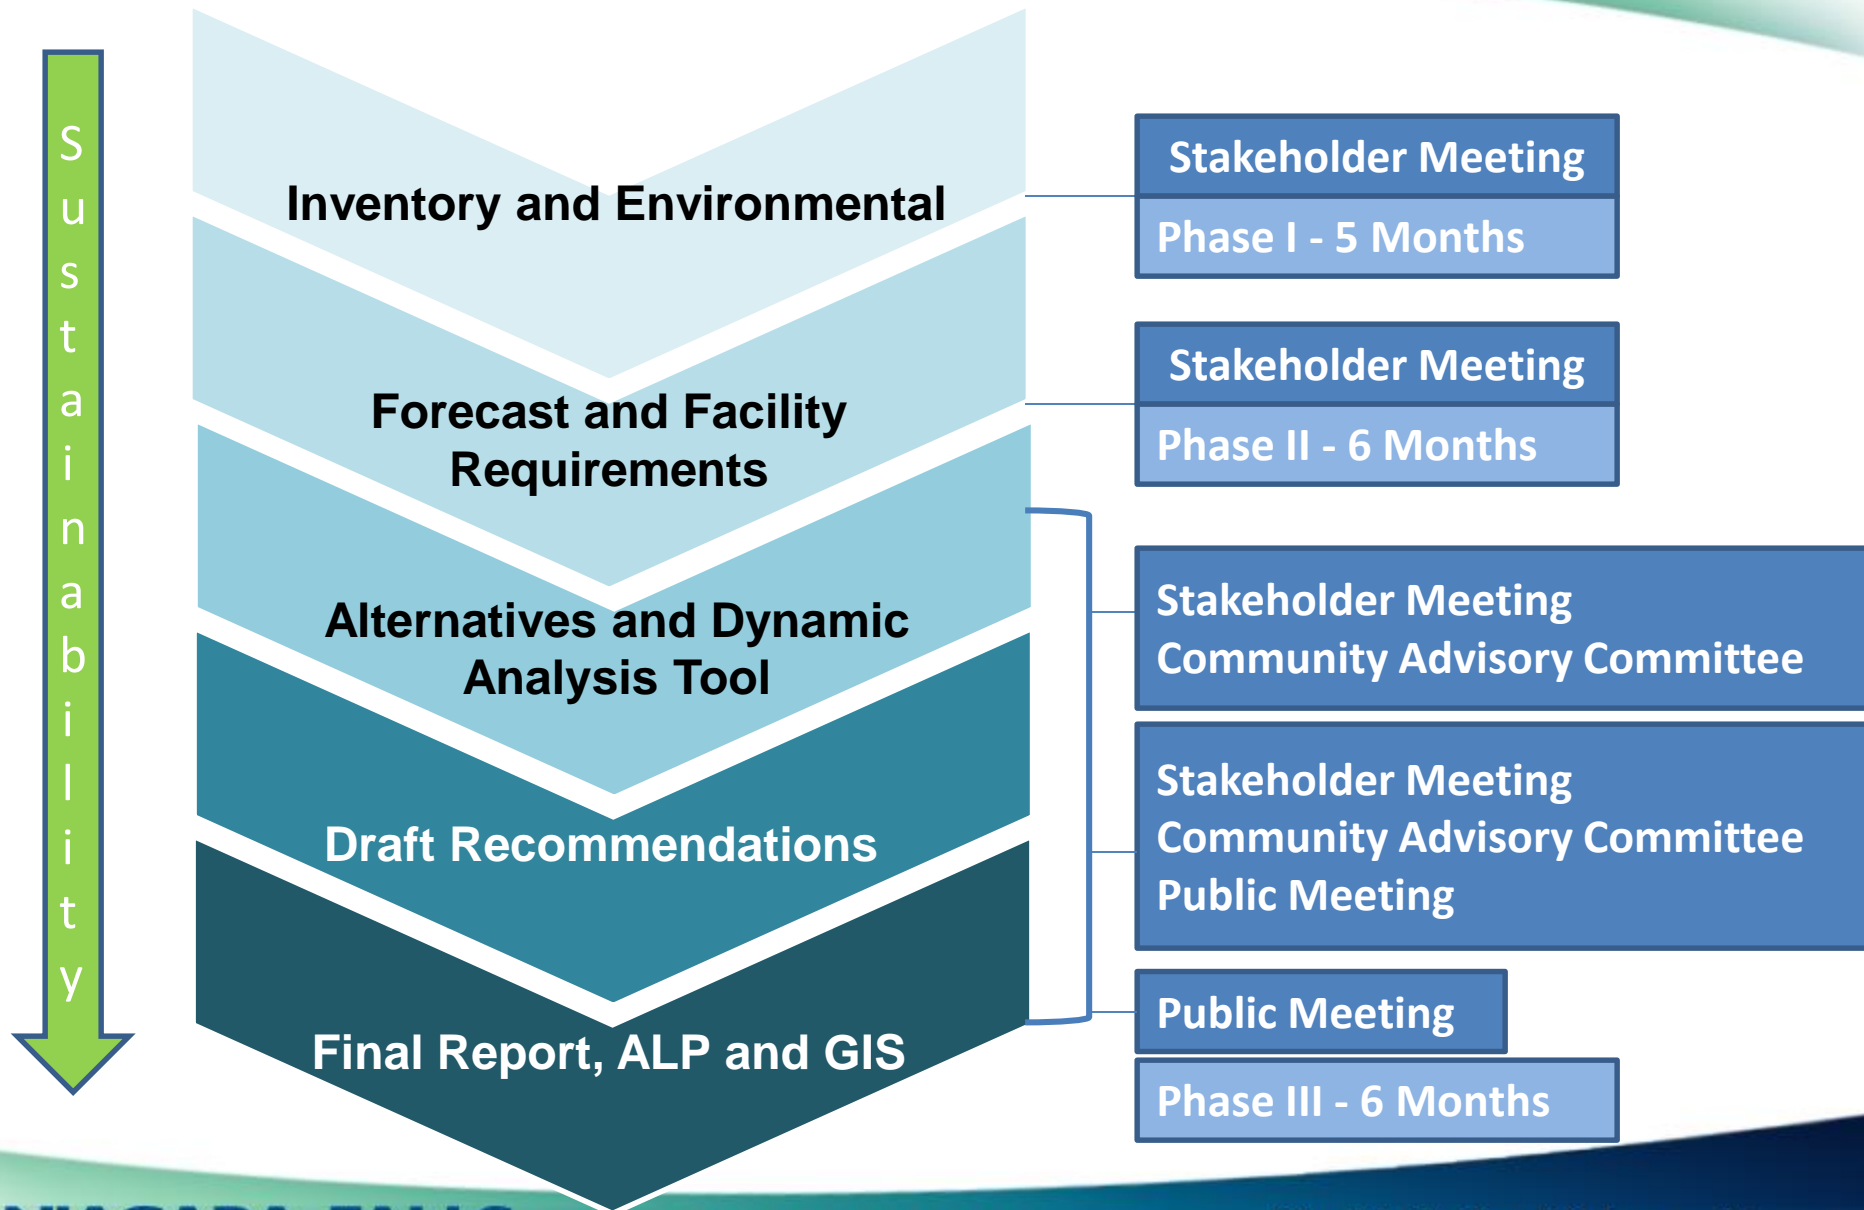 Sustainability
Inventory and Environmental
Stakeholder Meeting
Phase I - 5 Months
Forecast and Facility
Requirements
Stakeholder Meeting
Phase II - 6 Months
Alternatives and Dynamic
Analysis Tool
Stakeholder Meeting
Community Advisory Committee
Draft Recommendations
Stakeholder Meeting
Community Advisory Committee
Public Meeting
Final Report, ALP and GIS
Public Meeting
Phase III - 6 Months
NIAGARA FALLS